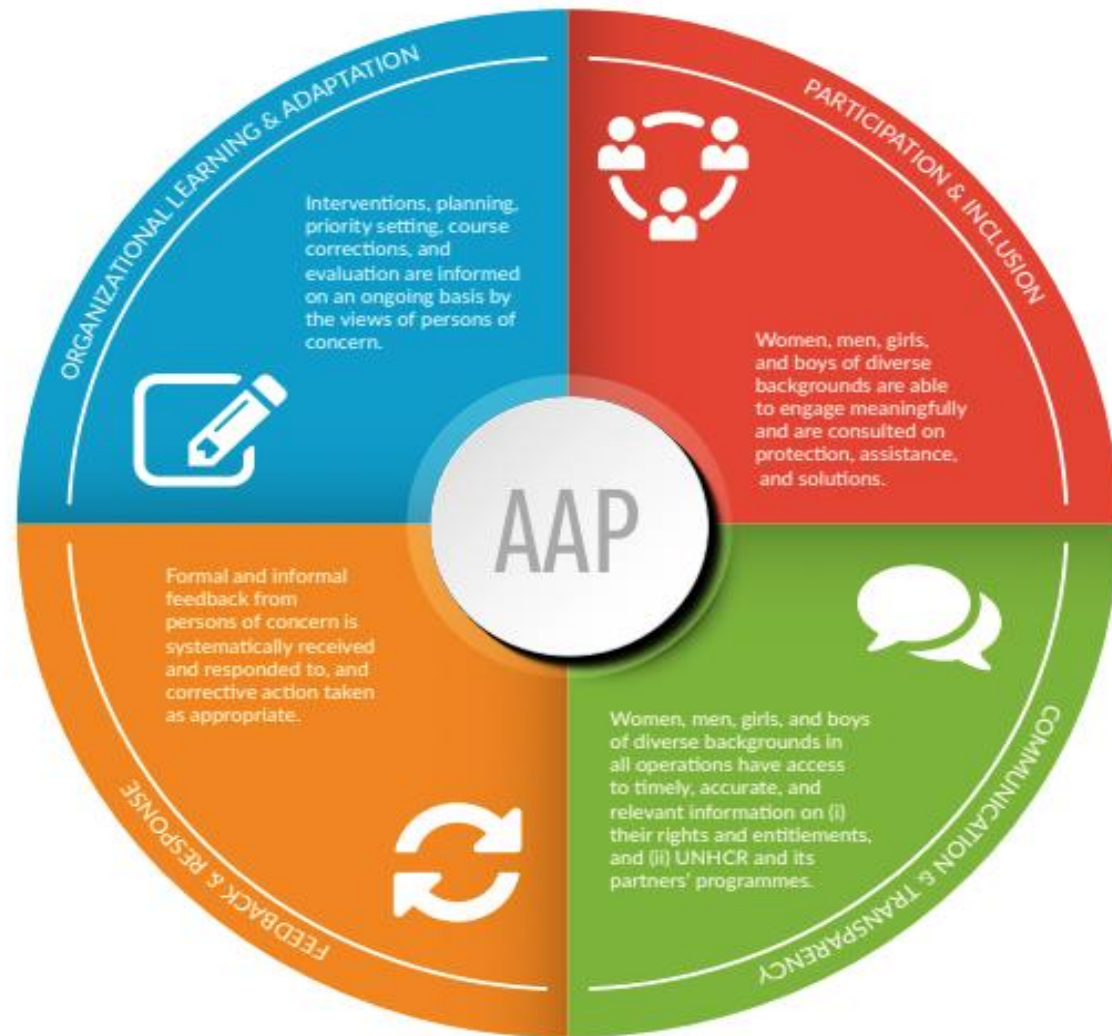 ORGANIZATIONAL LEARNING & ADAPTATION
Interventions, planning,
priority setting, course
corrections, and
evaluation are informed
on an ongoing basis by
the views of persons of
concern.
PARTICIPATION & INCLUSION
Women, men, girls,
and boys of diverse
backgrounds are able
to engage meaningfully
and are consulted on
protection, assistance,
and solutions.
AAP
Formal and informal
feedback from
persons of concern is
systematically received
and responded to, and
corrective action taken
as appropriate.
FEEDBACK & RESPONSE
Women, men, girls, and boys
of diverse backgrounds in
all operations have access
to timely, accurate, and
relevant information on (i)
their rights and entitlements,
and (ii) UNHCR and its
partners' programmes.
COMMUNICATION & TRANSPARENCY